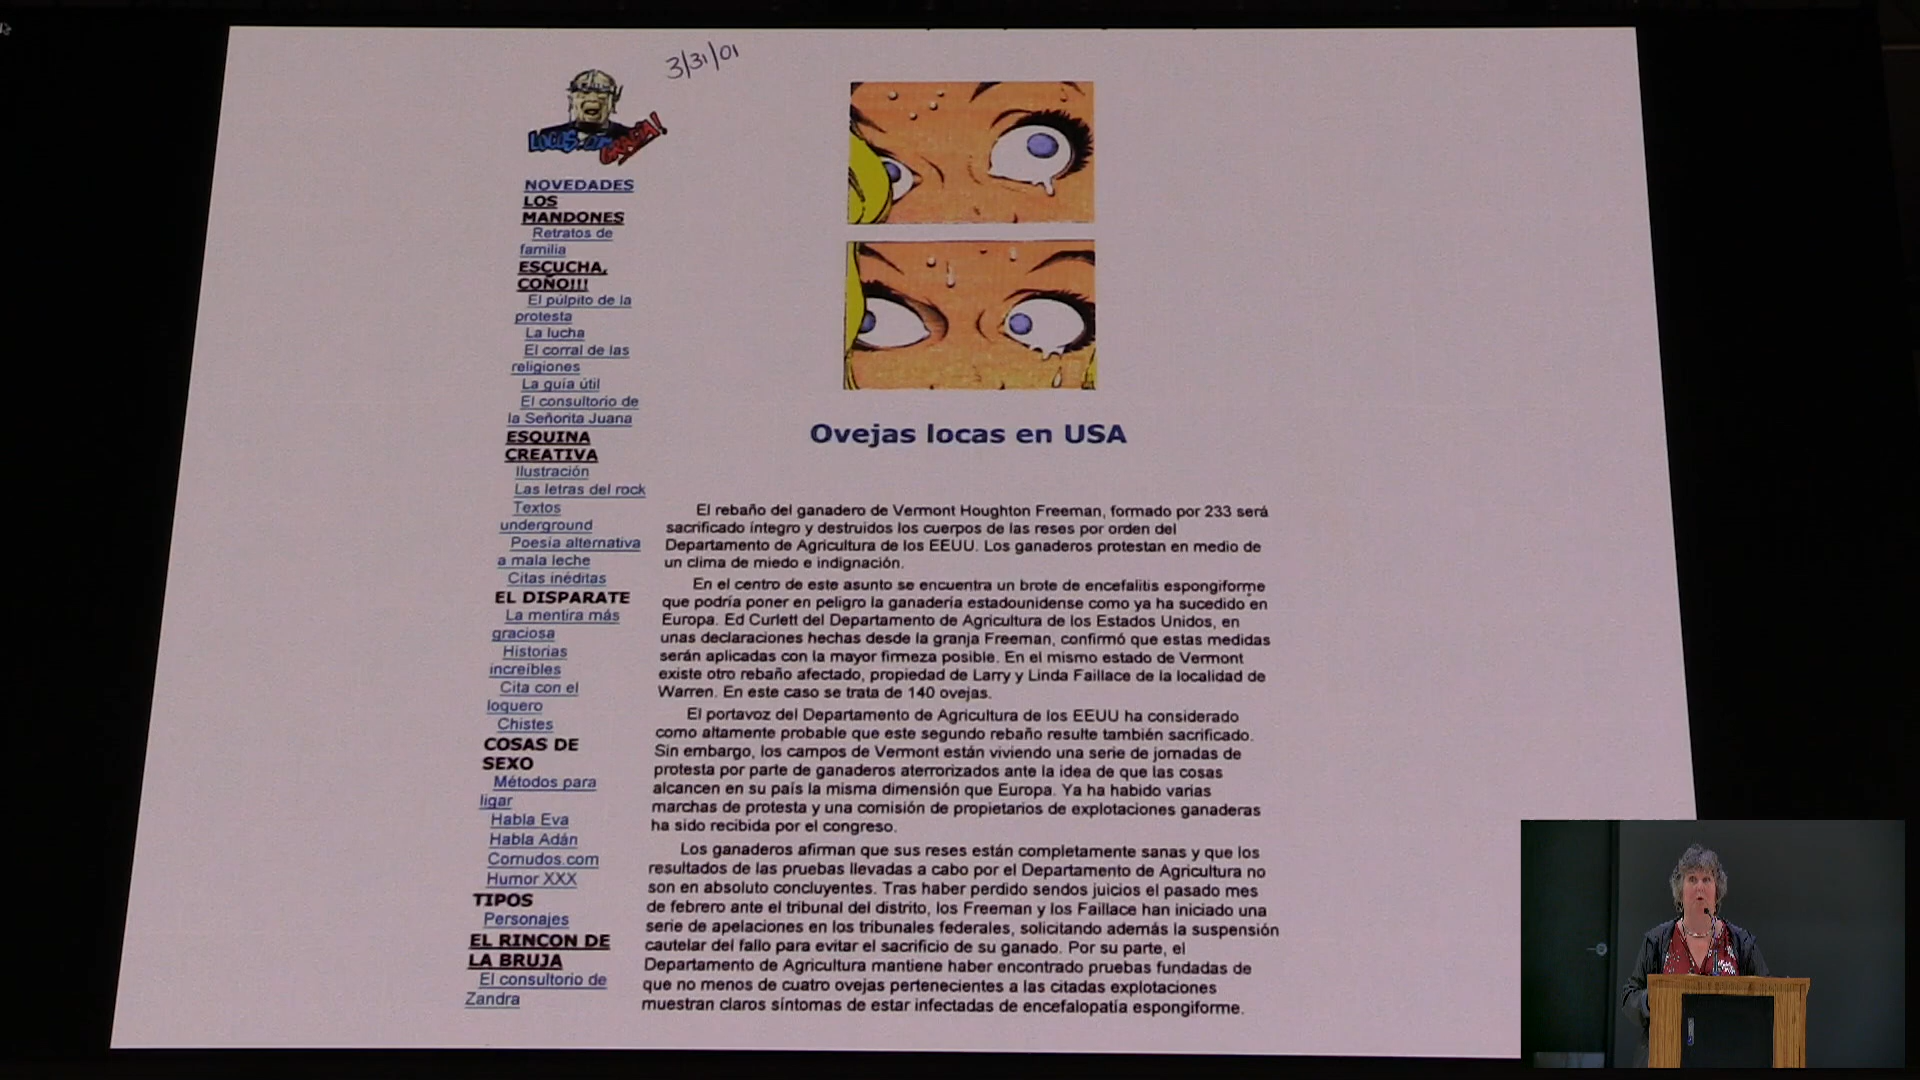 3/31/01
LOCOS.COM
GRACIA!
NOVEDADES
LOS
MANDONES
Retratos de
familia
ESCUCHA,
COÑO!!!
El púlpito de la
protesta
La lucha
El corral de las
religiones
La guía útil
El consultorio de
la Señorita Juana
ESQUINA
CREATIVA
Ilustración
Las letras del rock
Textos
underground
Poesía alternativa
a mala leche
Citas inéditas
EL DISPARATE
La mentira más
graciosa
Historias
increíbles
Cita con el
loquero
Chistes
COSAS DE
SEXO
Métodos para
ligar
Habla Eva
Habla Adán
Cornudos.com
Humor XXX
TIPOS
Personajes
EL RINCON DE
LA BRUJA
El consultorio de
Zandra
Ovejas locas en USA
El rebaño del ganadero de Vermont Houghton Freeman, formado por 233 será
sacrificado íntegro y destruidos los cuerpos de las reses por orden del
Departamento de Agricultura de los EEUU. Los ganaderos protestan en medio de
un clima de miedo e indignación.
En el centro de este asunto se encuentra un brote de encefalitis espongiforme
que podría poner en peligro la ganadería estadounidense como ya ha sucedido en
Europa. Ed Curlett del Departamento de Agricultura de los Estados Unidos, en
unas declaraciones hechas desde la granja Freeman, confirmó que estas medidas
serán aplicadas con la mayor firmeza posible. En el mismo estado de Vermont
existe otro rebaño afectado, propiedad de Larry y Linda Faillace de la localidad de
Warren. En este caso se trata de 140 ovejas.
El portavoz del Departamento de Agricultura de los EEUU ha considerado
como altamente probable que este segundo rebaño resulte también sacrificado.
Sin embargo, los campos de Vermont están viviendo una serie de jornadas de
protesta por parte de ganaderos aterrorizados ante la idea de que las cosas
alcancen en su país la misma dimensión que Europa. Ya ha habido varias
marchas de protesta y una comisión de propietarios de explotaciones ganaderas
ha sido recibida por el congreso.
Los ganaderos afirman que sus reses están completamente sanas y que los
resultados de las pruebas llevadas a cabo por el Departamento de Agricultura no
son en absoluto concluyentes. Tras haber perdido sendos juicios el pasado mes
de febrero ante el tribunal del distrito, los Freeman y los Faillace han iniciado una
serie de apelaciones en los tribunales federales, solicitando además la suspensión
cautelar del fallo para evitar el sacrificio de su ganado. Por su parte, el
Departamento de Agricultura mantiene haber encontrado pruebas fundadas de
que no menos de cuatro ovejas pertenecientes a las citadas explotaciones
muestran claros síntomas de estar infectadas de encefalopatía espongiforme.